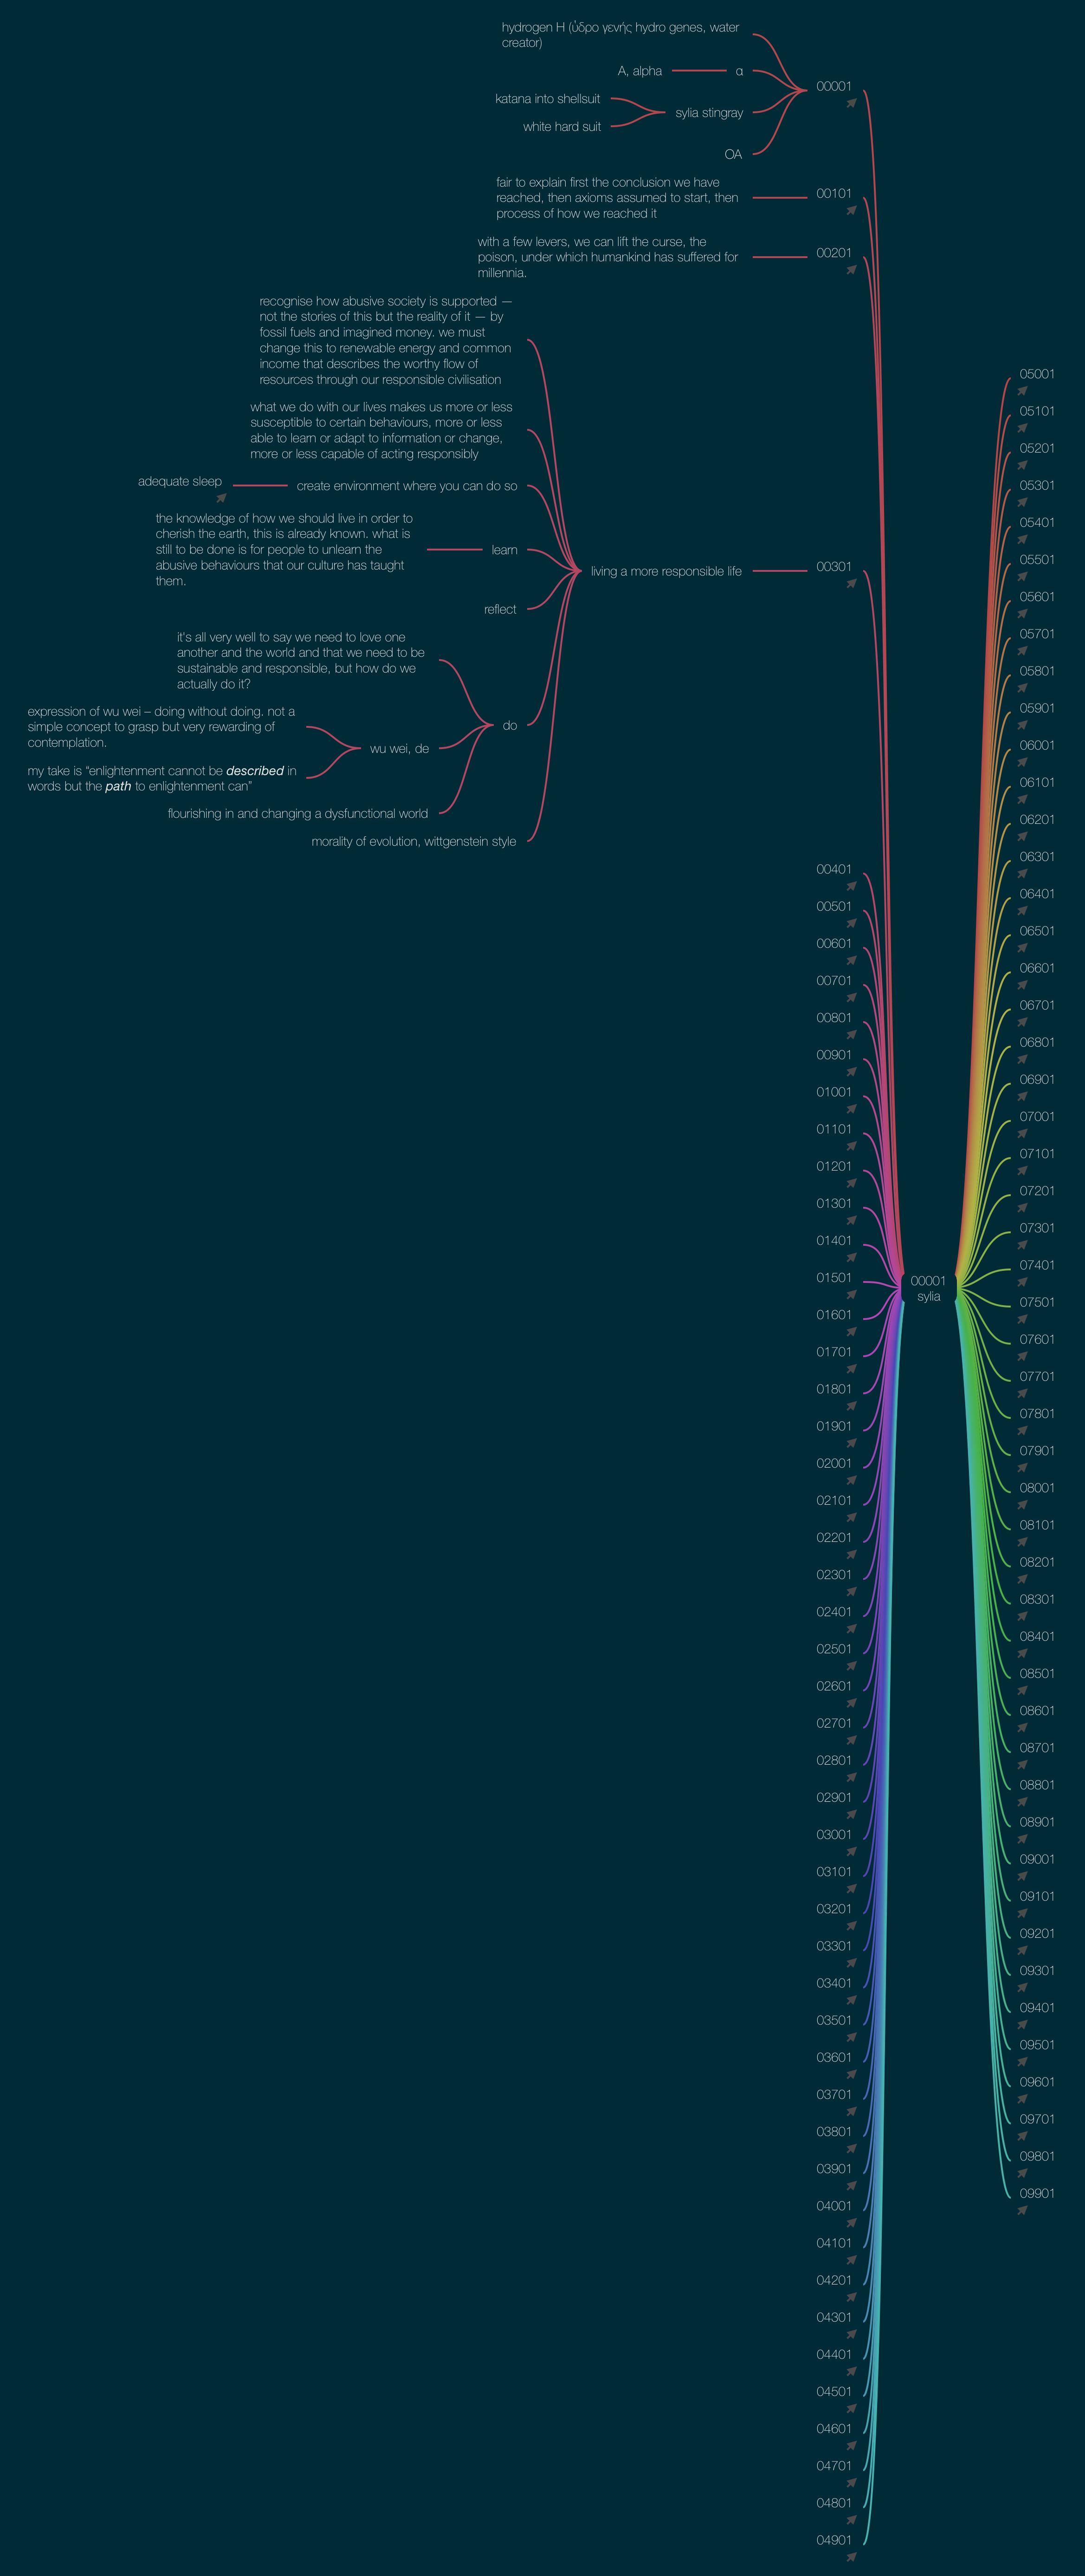 hydrogen H (ὑδρο γενής hydro genes, water
creator)
A, alpha
α
00001
katana into shellsuit
sylia stingray
white hard suit
OA
fair to explain first the conclusion we have
reached, then axioms assumed to start, then
process of how we reached it
00101
with a few levers, we can lift the curse, the
poison, under which humankind has suffered for
millennia.
00201
recognise how abusive society is supported —
not the stories of this but the reality of it — by
fossil fuels and imagined money. we must
change this to renewable energy and common
income that describes the worthy flow of
resources through our responsible civilisation
what we do with our lives makes us more or less
susceptible to certain behaviours, more or less
able to learn or adapt to information or change,
more or less capable of acting responsibly
adequate sleep
create environment where you can do so
the knowledge of how we should live in order to
cherish the earth, this is already known. what is
still to be done is for people to unlearn the
abusive behaviours that our culture has taught
them.
learn
living a more responsible life
00301
reflect
it's all very well to say we need to love one
another and the world and that we need to be
sustainable and responsible, but how do we
actually do it?
expression of wu wei – doing without doing. not a
simple concept to grasp but very rewarding of
contemplation.
wu wei, de
do
my take is “enlightenment cannot be described in
words but the path to enlightenment can”
flourishing in and changing a dysfunctional world
morality of evolution, wittgenstein style
00401
00501
00601
00701
00801
00901
01001
01101
01201
01301
01401
01501
01601
01701
01801
01901
02001
02101
02201
02301
02401
02501
02601
02701
02801
02901
03001
03101
03201
03301
03401
03501
03601
03701
03801
03901
04001
04101
04201
04301
04401
04501
04601
04701
04801
04901
00001
sylia
05001
05101
05201
05301
05401
05501
05601
05701
05801
05901
06001
06101
06201
06301
06401
06501
06601
06701
06801
06901
07001
07101
07201
07301
07401
07501
07601
07701
07801
07901
08001
08101
08201
08301
08401
08501
08601
08701
08801
08901
09001
09101
09201
09301
09401
09501
09601
09701
09801
09901